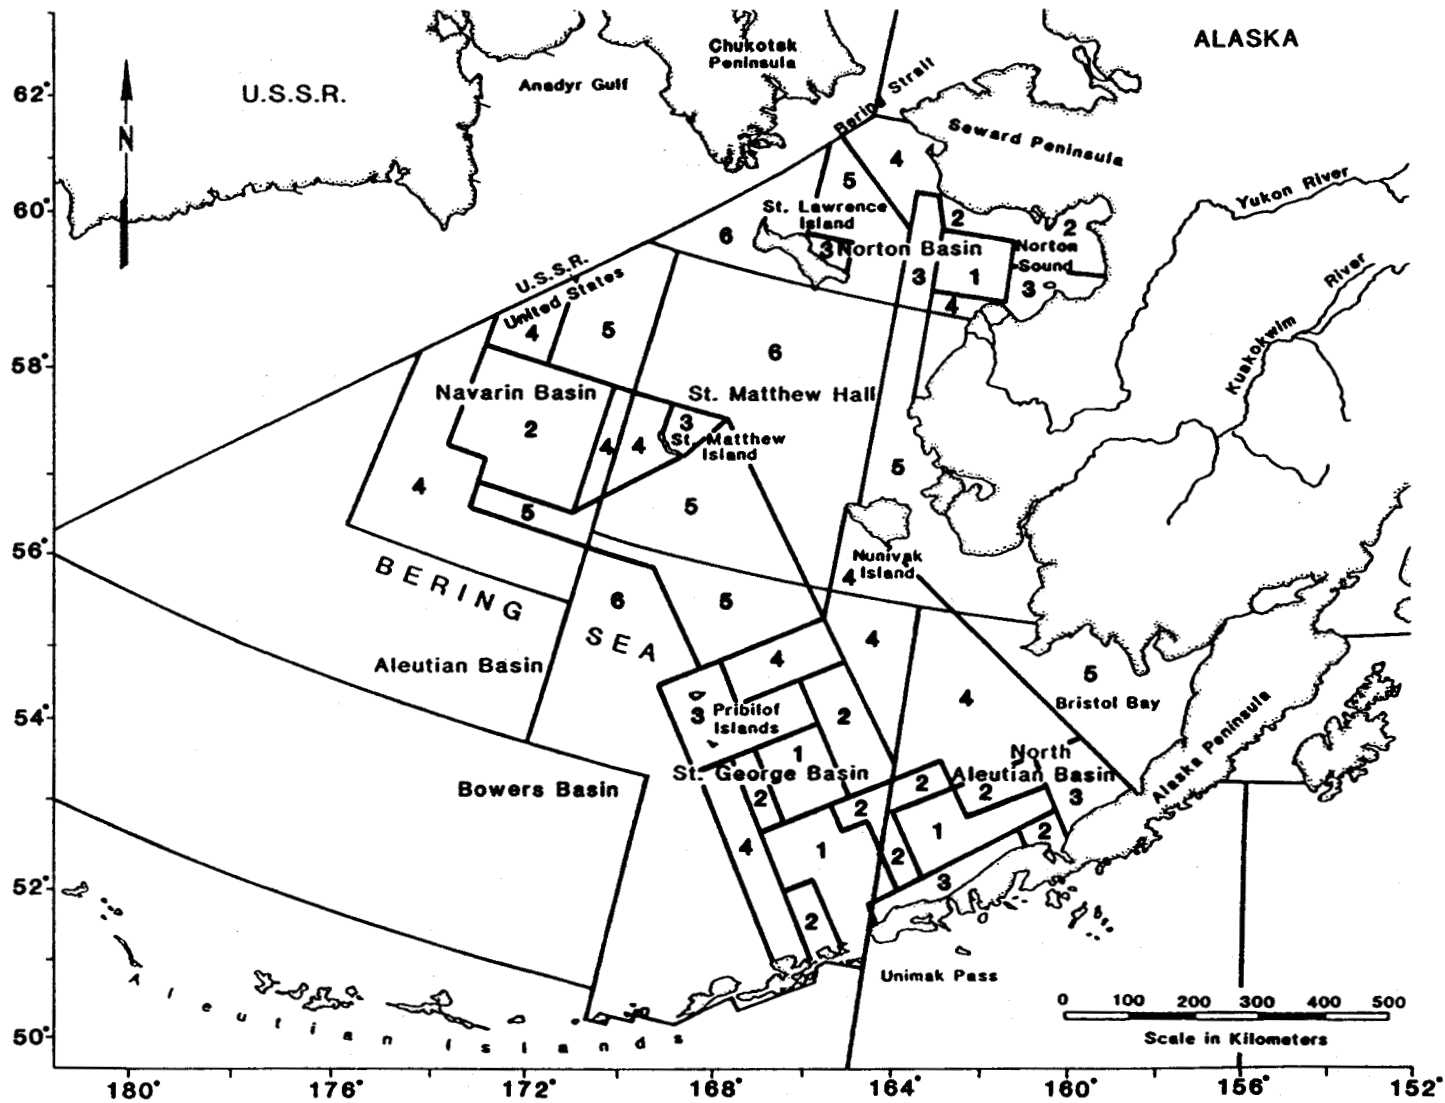 ALASKA
Chukotsk
Peninsula
U.S.S.R.
Anadyr Gulf
62°
N
Bering Strait
Seward Peninsula
4
5
Yukon River
60°
St. Lawrence
Island
2
2
6
3
Norton Basin
Norton
Sound
3
1
3
4
U.S.S.R.
United States
River
Kuskokwim
4
5
6
58°
Navarin Basin
St. Matthew Hall
2
3
4
4
St. Matthew
Island
4
5
5
5
56°
Nunivak
Island
4
BERING
SEA
6
5
4
4
Aleutian Basin
5
4
Bristol Bay
54°
3
Pribilof
Islands
2
Alaska Peninsula
1
North
Aleutian Basin
St. George Basin
Bowers Basin
2
2
2
2
3
4
1
1
2
2
52°
3
2
Unimak Pass
Aleutian Islands
0 100 200 300 400 500
Scale in Kilometers
50°
180° 176° 172° 168° 164° 160° 156° 152°